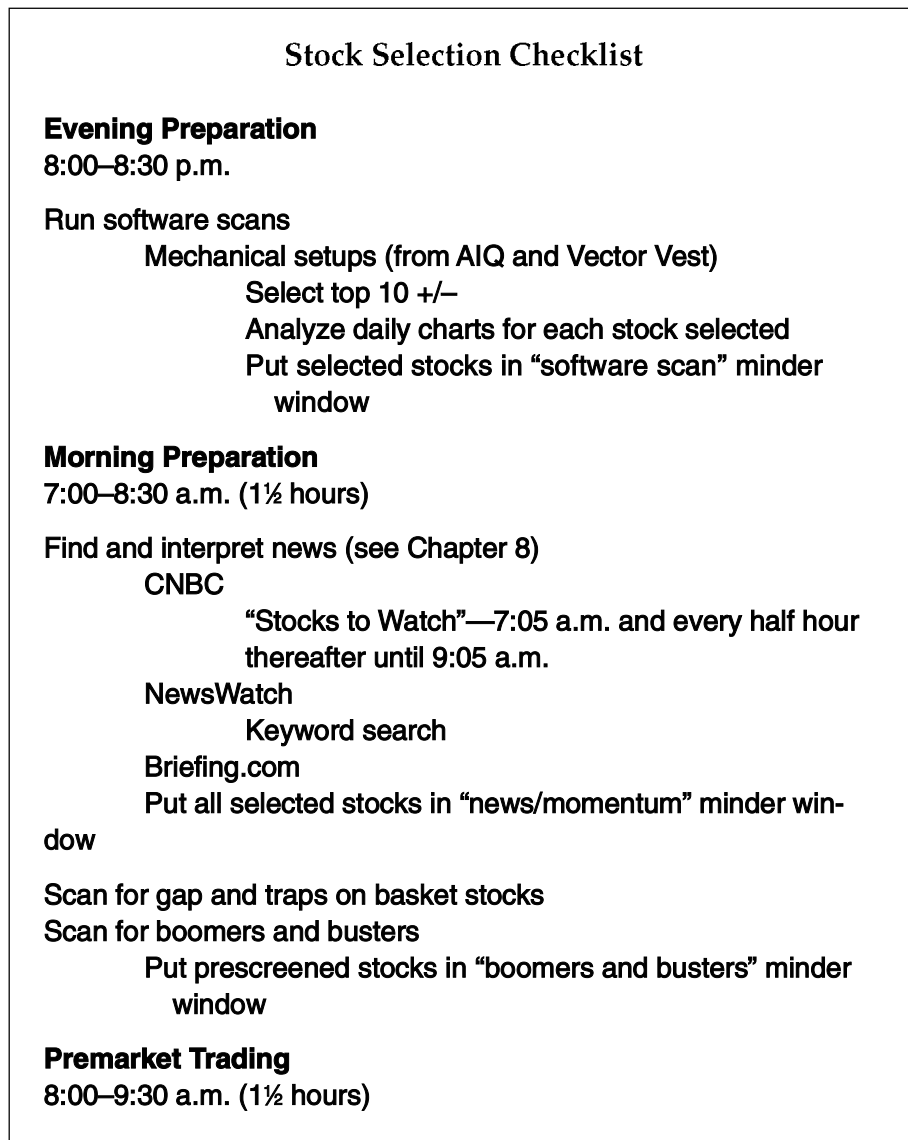 Stock Selection Checklist
Evening Preparation
8:00–8:30 p.m.
Run software scans
Mechanical setups (from AIQ and Vector Vest)
Select top 10 +/–
Analyze daily charts for each stock selected
Put selected stocks in “software scan” minder
window
Morning Preparation
7:00–8:30 a.m. (1½ hours)
Find and interpret news (see Chapter 8)
CNBC
“Stocks to Watch”—7:05 a.m. and every half hour
thereafter until 9:05 a.m.
NewsWatch
Keyword search
Briefing.com
Put all selected stocks in “news/momentum” minder win-
dow
Scan for gap and traps on basket stocks
Scan for boomers and busters
Put prescreened stocks in “boomers and busters” minder
window
Premarket Trading
8:00–9:30 a.m. (1½ hours)